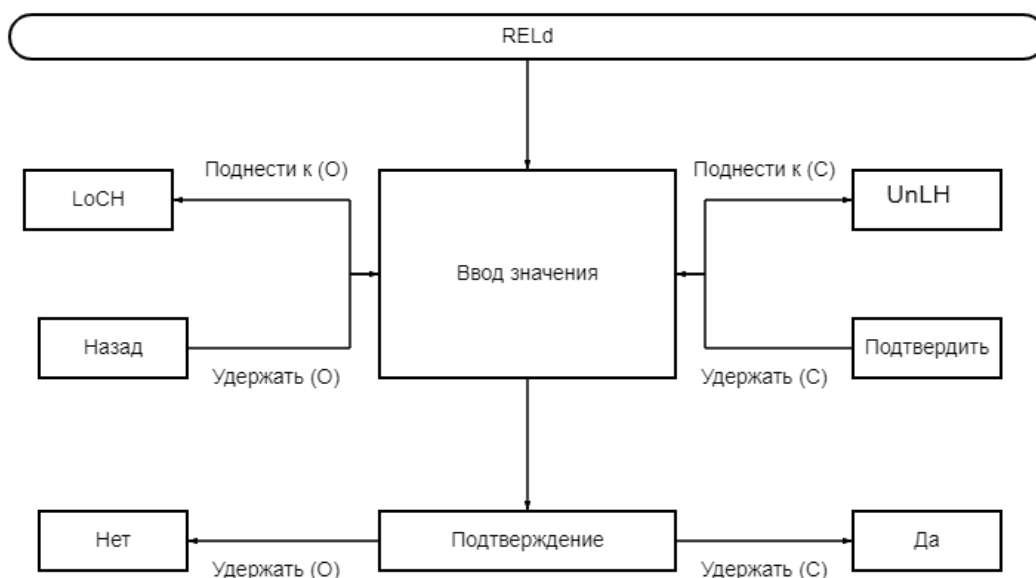 RELd
Поднести к (O)
Поднести к (C)
LoCH
UnLH
Ввод значения
Назад
Подтвердить
Удержать (O)
Удержать (C)
Нет
Подтверждение
Да
Удержать (O)
Удержать (C)